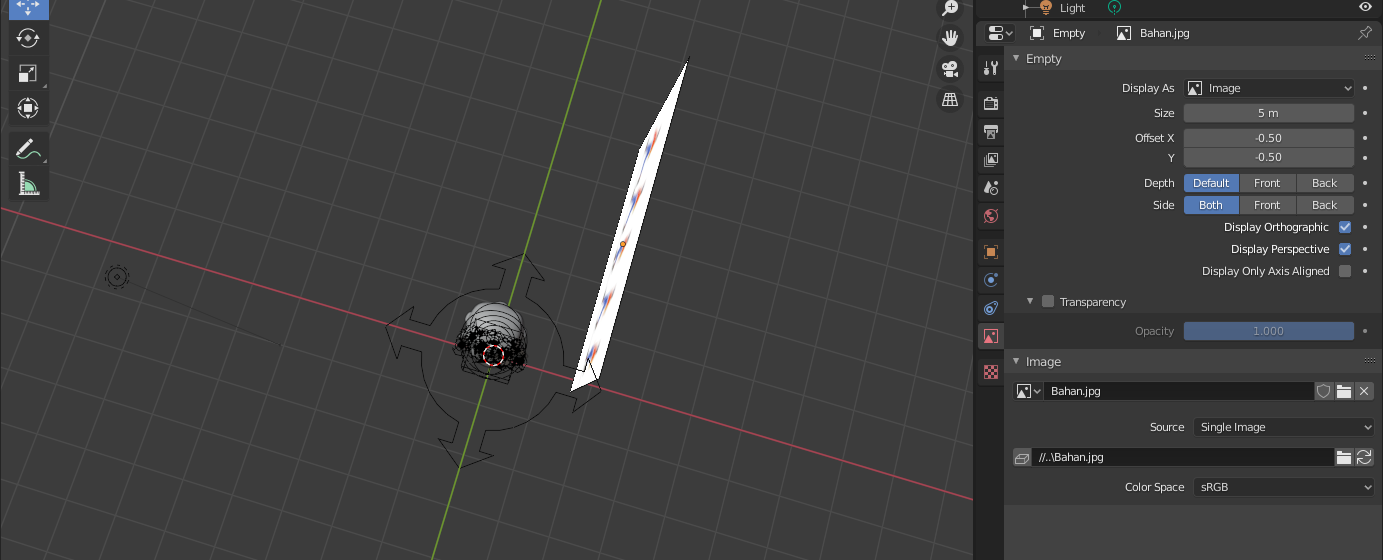 Light
Empty
Bahan.jpg
Empty
Display As
Image
Size
5 m
Offset X
-0.50
Y
-0.50
Depth
Default
Front
Back
Side
Both
Front
Back
Display Orthographic
Display Perspective
Display Only Axis Aligned
Transparency
Opacity
1.000
Image
Bahan.jpg
Source
Single Image
//..\Bahan.jpg
Color Space
sRGB